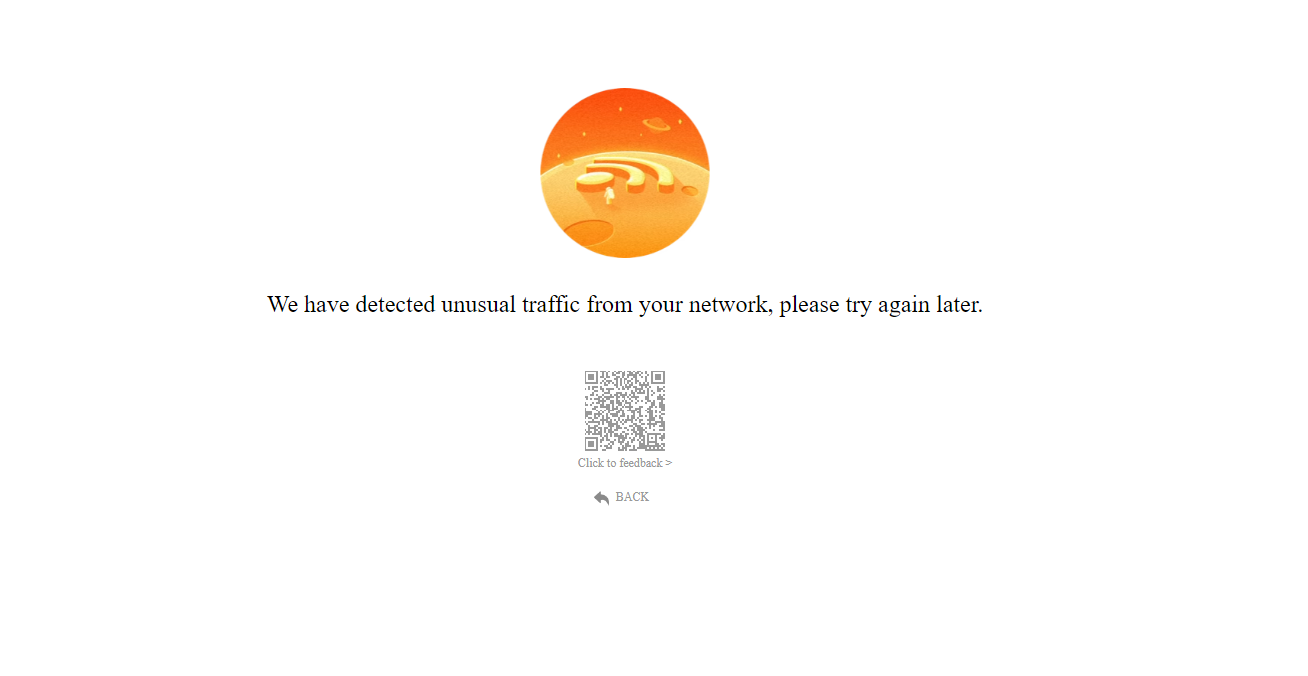 We have detected unusual traffic from your network, please try again later.
Click to feedback >
BACK